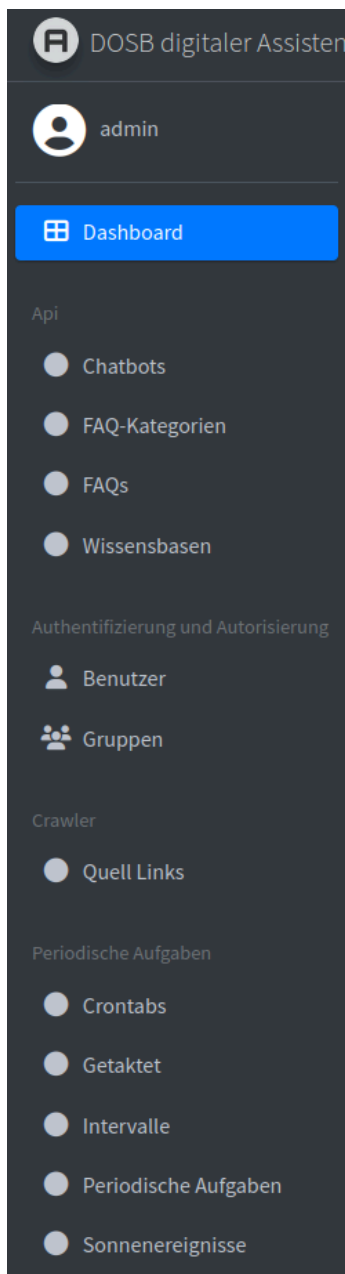 DOSB digitaler Assisten
admin
Dashboard
Api
Chatbots
FAQ-Kategorien
FAQs
Wissensbasen
Authentifizierung und Autorisierung
Benutzer
Gruppen
Crawler
Quell Links
Periodische Aufgaben
Crontabs
Getaktet
Intervalle
Periodische Aufgaben
Sonnenereignisse